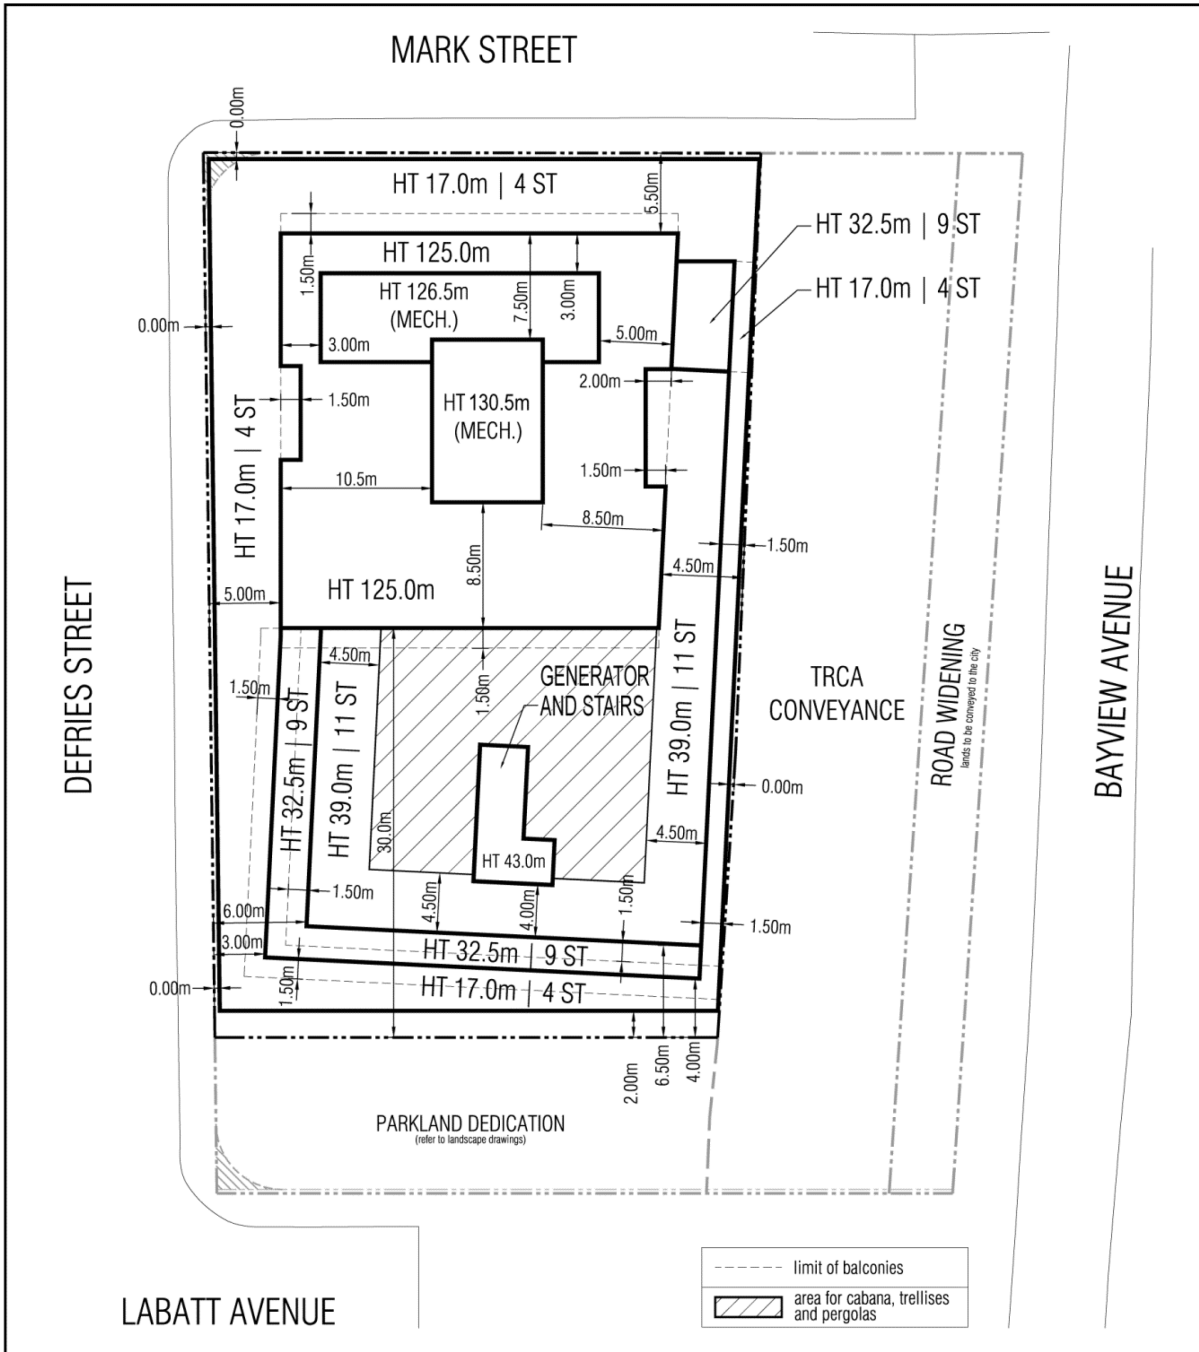 MARK STREET
0.00m
HT 17.0m | 4 ST
5.50m
HT 32.5m | 9 ST
HT 125.0m
1.50m
HT 126.5m
(MECH.)
7.50m
3.00m
HT 17.0m | 4 ST
0.00m
3.00m
5.00m
2.00m
1.50m
HT 130.5m
(MECH.)
HT 17.0m | 4 ST
1.50m
10.5m
8.50m
8.50m
1.50m
4.50m
5.00m
HT 125.0m
DEFRIES STREET
BAYVIEW AVENUE
4.50m
1.50m
1.50m
GENERATOR
AND STAIRS
HT 32.5m | 9 ST
HT 39.0m | 11 ST
HT 39.0m | 11 ST
TRCA
CONVEYANCE
ROAD WIDENING
lands to be conveyed to the city
0.00m
30.0m
4.50m
HT 43.0m
1.50m
4.50m
4.00m
1.50m
6.00m
1.50m
3.00m
HT 32.5m | 9 ST
0.00m
1.50m
HT 17.0m | 4 ST
2.00m
6.50m
4.00m
PARKLAND DEDICATION
(refer to landscape drawings)
limit of balconies
area for cabana, trellises
and pergolas
LABATT AVENUE